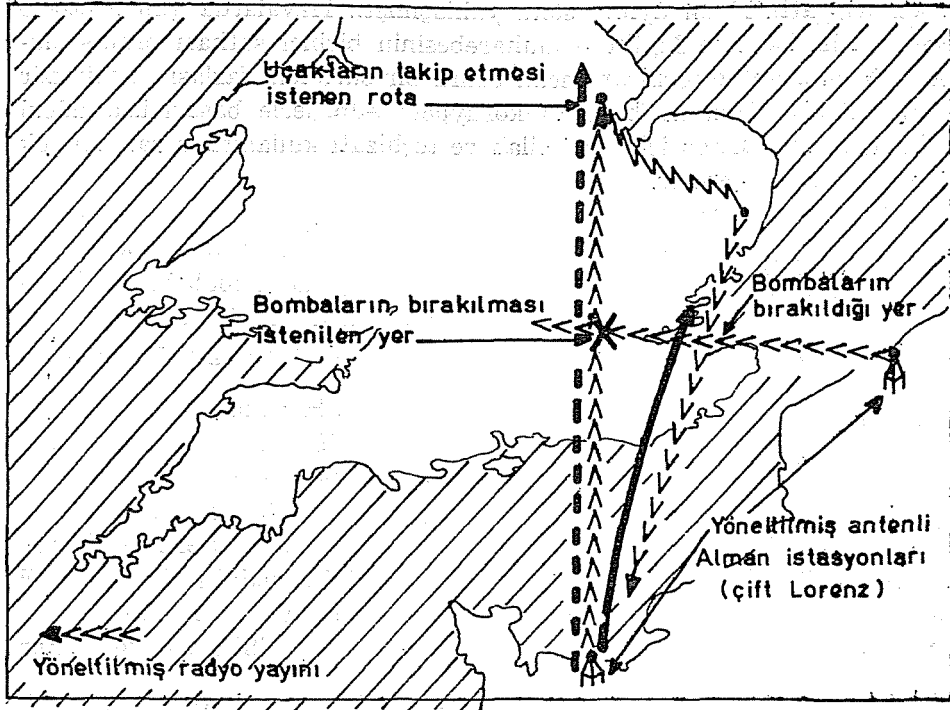 muharebesinin
Uçakların takip etmesi
istenen rota
Bombaların bırakılması
istenilen yer
Bombaların
bırakıldığı yer
Yöneltilmiş antenli
Alman istasyonları
(çift Lorenz)
Yöneltilmiş radyo yayını